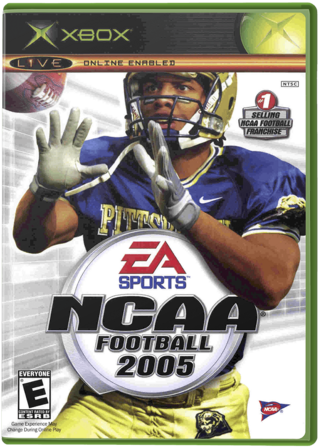 XBOX
LIVE ONLINE ENABLED
NTSC
#1
SELLING
NCAA FOOTBALL
FRANCHISE
PITTSBURGH
EA
SPORTS
NCAA
FOOTBALL
2005
EVERYONE
E
CONTENT RATED BY
ESRB
Game Experience May
Change During Online Play
NCAA